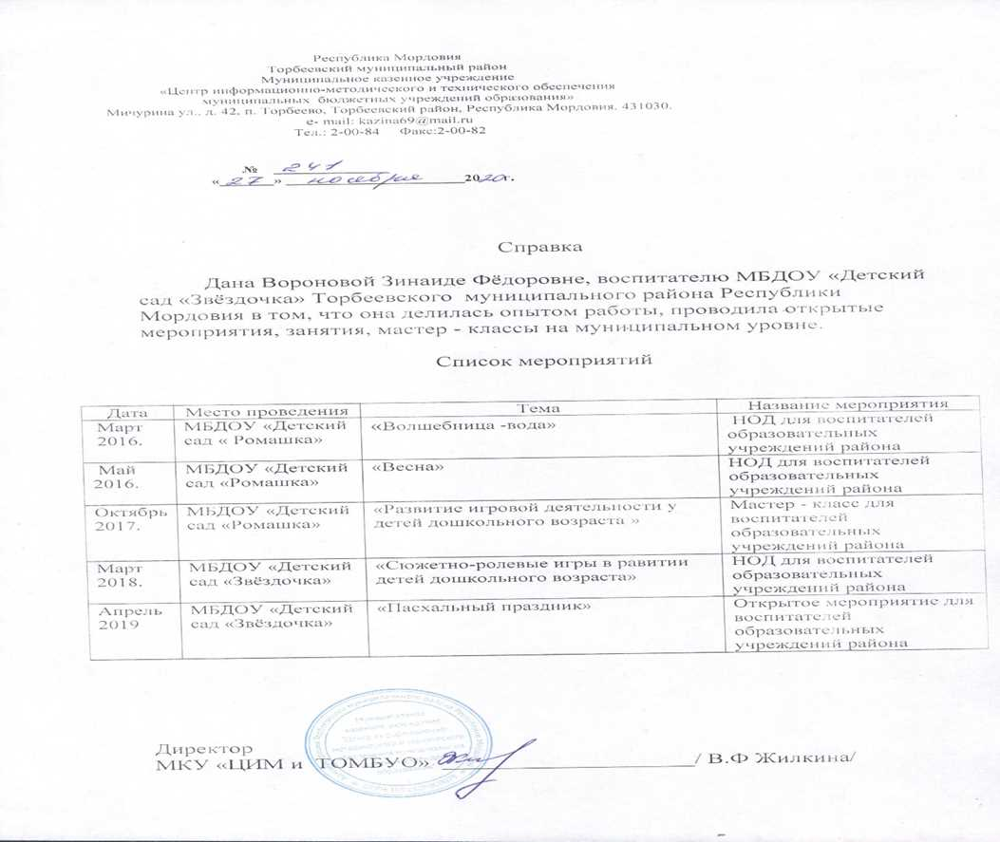 Республика Мордовия
Торбеевский муниципальный район
Муниципальное казенное учреждение
«Центр информационно-методического и технического обеспечения
муниципальных бюджетных учреждений образования»
Мичурина ул., д. 42, п. Торбеево, Торбеевский район, Республика Мордовия. 431030.
e- mail: kazina69@mail.ru
Тел.: 2-00-84 Факс:2-00-82
№ 241
«27» ноября 2020г.
Справка
Дана Вороновой Зинаиде Фёдоровне, воспитателю МБДОУ «Детский
сад «Звёздочка» Торбеевского муниципального района Республики
Мордовия в том, что она делилась опытом работы, проводила открытые
мероприятия, занятия, мастер - классы на муниципальном уровне.
Список мероприятий
Дата Место проведения Тема Название мероприятия
Март МБДОУ «Детский «Волшебница -вода» НОД для воспитателей
2016. сад « Ромашка» образовательных
учреждений района
Май МБДОУ «Детский «Весна» НОД для воспитателей
2016. сад «Ромашка» образовательных
учреждений района
Октябрь МБДОУ «Детский «Развитие игровой деятельности у Мастер - класс для
2017. сад «Ромашка» детей дошкольного возраста » воспитателей
образовательных
учреждений района
Март МБДОУ «Детский «Сюжетно-ролевые игры в равитии НОД для воспитателей
2018. сад «Звёздочка» детей дошкольного возраста» образовательных
учреждений района
Апрель МБДОУ «Детский «Пасхальный праздник» Открытое мероприятие для
2019 сад «Звёздочка» воспитателей
образовательных
учреждений района
Директор
МКУ «ЦИМ и ТОМБУО» / В.Ф Жилкина/